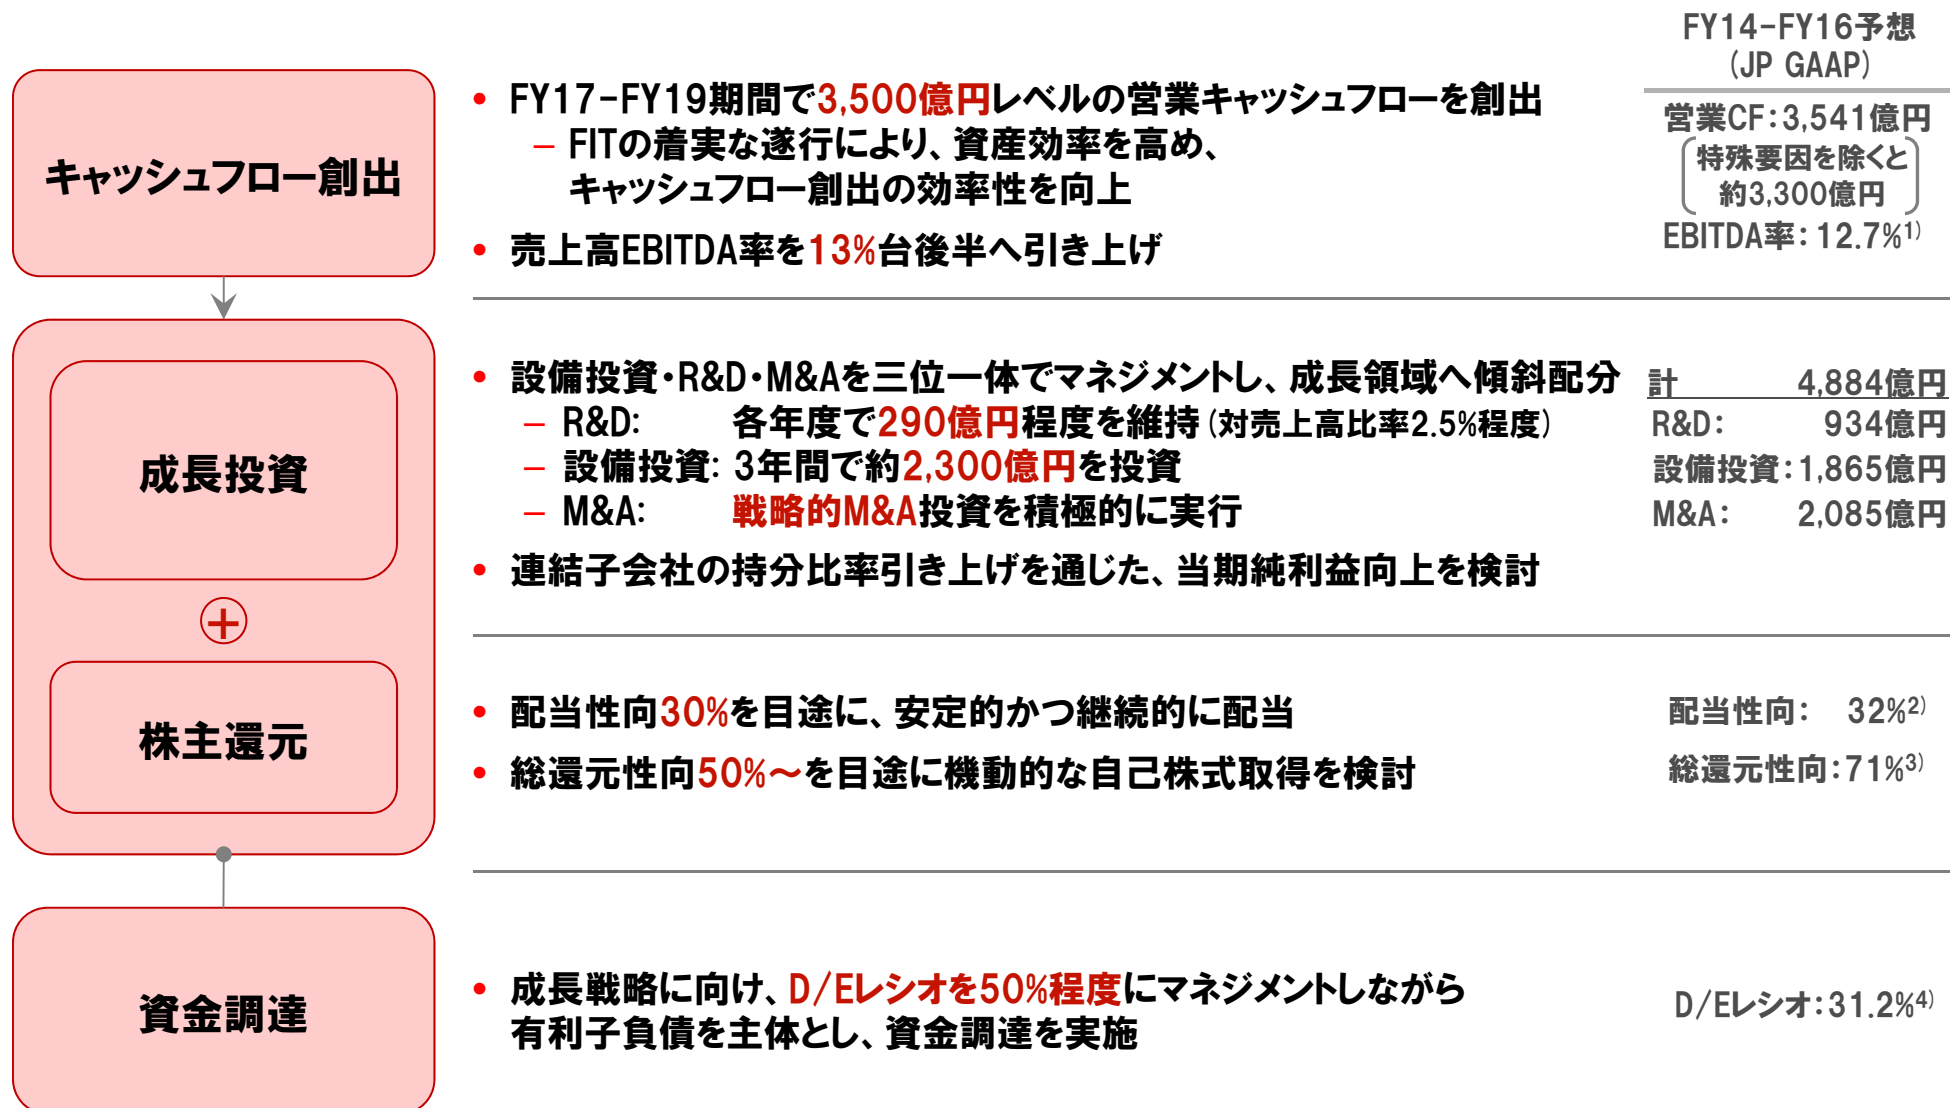 FY14-FY16予想
(JP GAAP)
キャッシュフロー創出
• FY17-FY19期間で3,500億円レベルの営業キャッシュフローを創出
– FITの着実な遂行により、資産効率を高め、
キャッシュフロー創出の効率性を向上
• 売上高EBITDA率を13%台後半へ引き上げ
営業CF：3,541億円
特殊要因を除くと
約3,300億円
EBITDA率：12.7%1)
成長投資
• 設備投資・R&D・M&Aを三位一体でマネジメントし、成長領域へ傾斜配分
– R&D: 各年度で290億円程度を維持(対売上高比率2.5%程度)
– 設備投資: 3年間で約2,300億円を投資
– M&A: 戦略的M&A投資を積極的に実行
• 連結子会社の持分比率引き上げを通じた、当期純利益向上を検討
計 4,884億円
R&D： 934億円
設備投資：1,865億円
M&A： 2,085億円
+
株主還元
• 配当性向30%を目途に、安定的かつ継続的に配当
• 総還元性向50%～を目途に機動的な自己株式取得を検討
配当性向： 32%2)
総還元性向：71%3)
資金調達
• 成長戦略に向け、D/Eレシオを50%程度にマネジメントしながら
有利子負債を主体とし、資金調達を実施
D/Eレシオ：31.2%4)